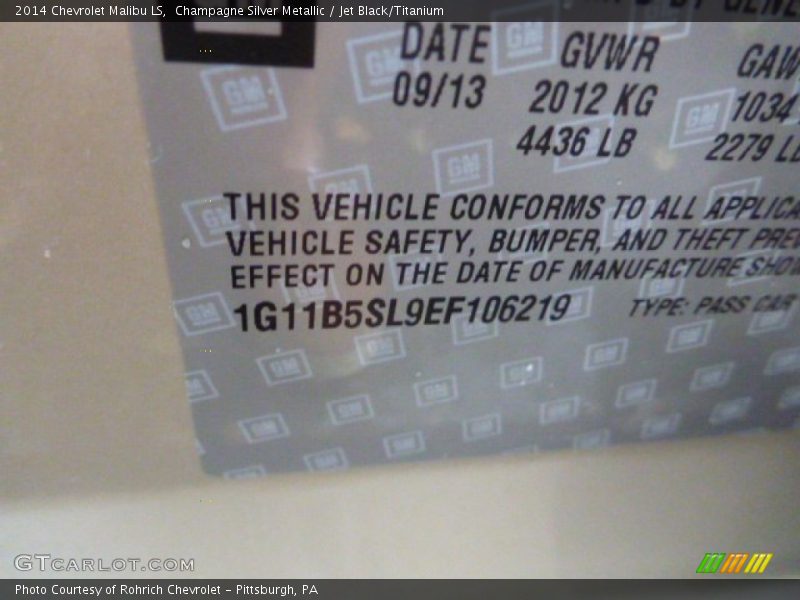 2014 Chevrolet Malibu LS,  Champagne Silver Metallic / Jet Black/Titanium
DATE GVWR
09/13 2012 KG 1034
4436 LB 2279 LB
THIS VEHICLE CONFORMS TO ALL
VEHICLE SAFETY, BUMPER, AND THEFT
EFFECT ON THE DATE OF MANUFACTURE
1G11B5SL9EF106219 TYPE: PASS CAR
GTCARLOT.COM
Photo Courtesy of Rohrich Chevrolet – Pittsburgh, PA